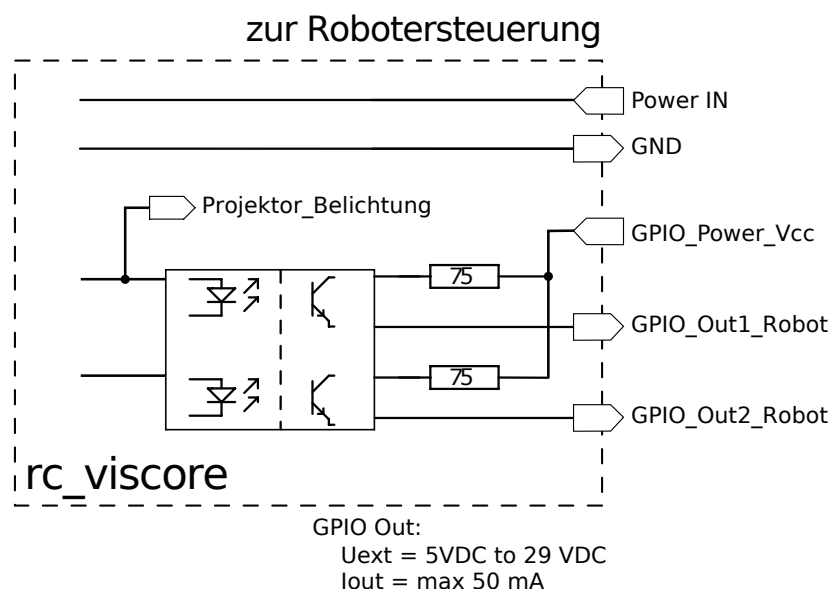 zur Robotersteuerung
Power IN
GND
Projektor_Belichtung
GPIO_Power_Vcc
75
GPIO_Out1_Robot
75
GPIO_Out2_Robot
rc_viscore
GPIO Out:
Uext = 5VDC to 29 VDC
Iout = max 50 mA